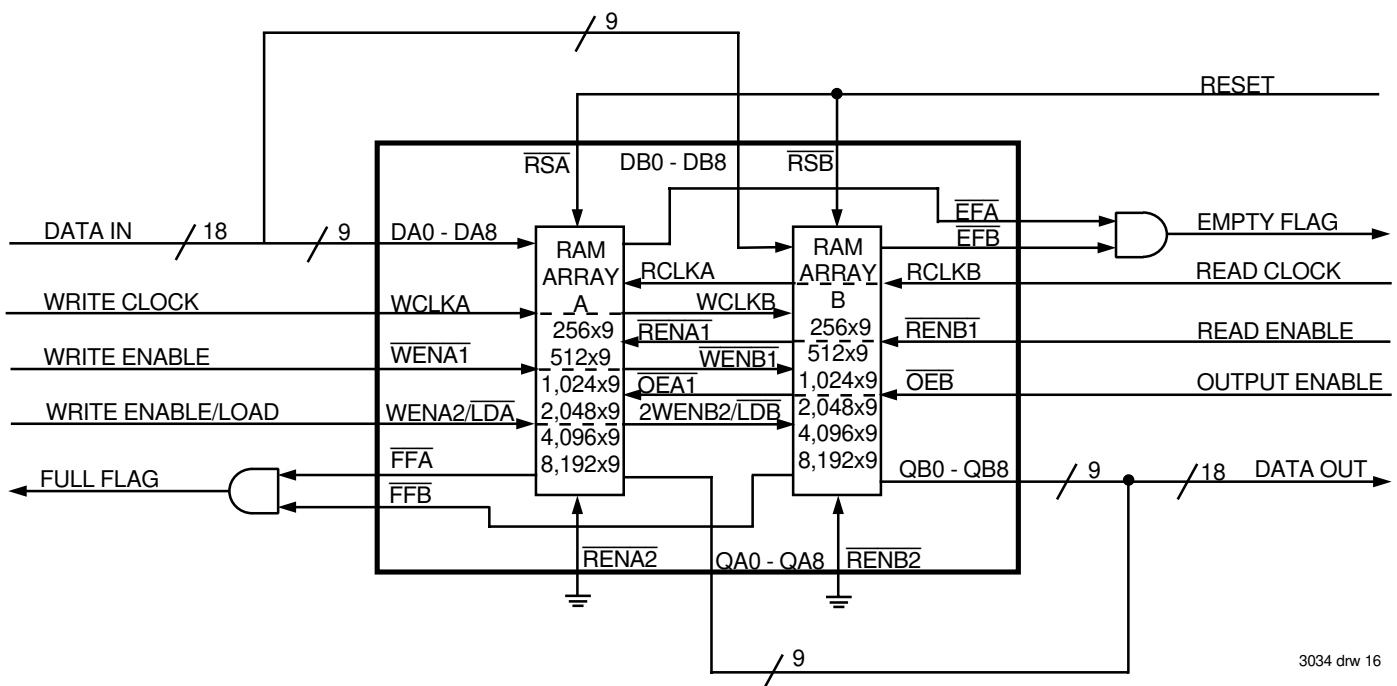 9
RESET
RSA
DB0 - DB8
RSB
DATA IN
18
9
DA0 - DA8
RAM
ARRAY
A
256x9
512x9
1,024x9
2,048x9
4,096x9
8,192x9
RAM
ARRAY
B
256x9
512x9
1,024x9
2,048x9
4,096x9
8,192x9
EFA
EFB
EMPTY FLAG
RCLKA
RCLKB
READ CLOCK
WRITE CLOCK
WCLKA
WCLKB
RENA1
RENB1
READ ENABLE
WRITE ENABLE
WENA1
WENB1
OEA1
OEB
OUTPUT ENABLE
WRITE ENABLE/LOAD
WENA2/LDA
2WENB2/LDB
FULL FLAG
FFA
FFB
QB0 - QB8
9
18
DATA OUT
RENA2
QA0 - QA8
RENB2
9
3034 drw 16